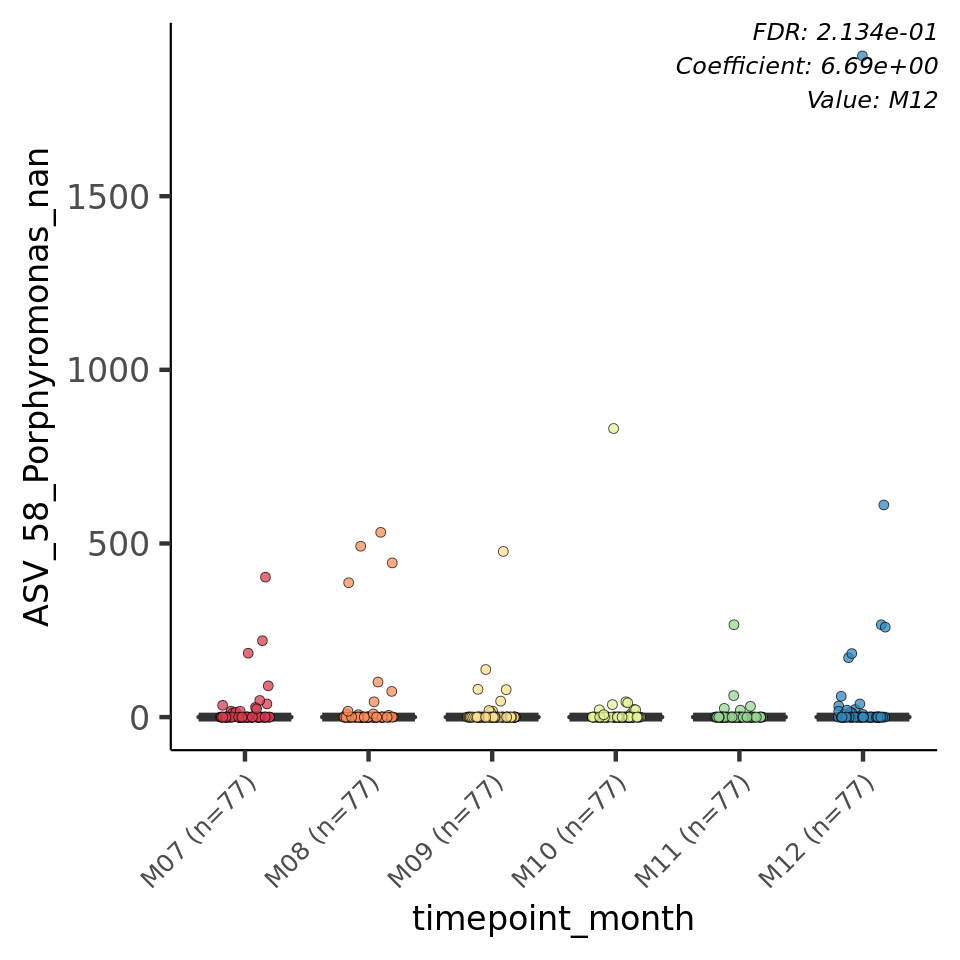 FDR: 2.134e-01
Coefficient: 6.69e+00
Value: M12
ASV_58_Porphyromonas_nan
1500
1000
500
0
M07 (n=77)
M08 (n=77)
M09 (n=77)
M10 (n=77)
M11 (n=77)
M12 (n=77)
timepoint_month